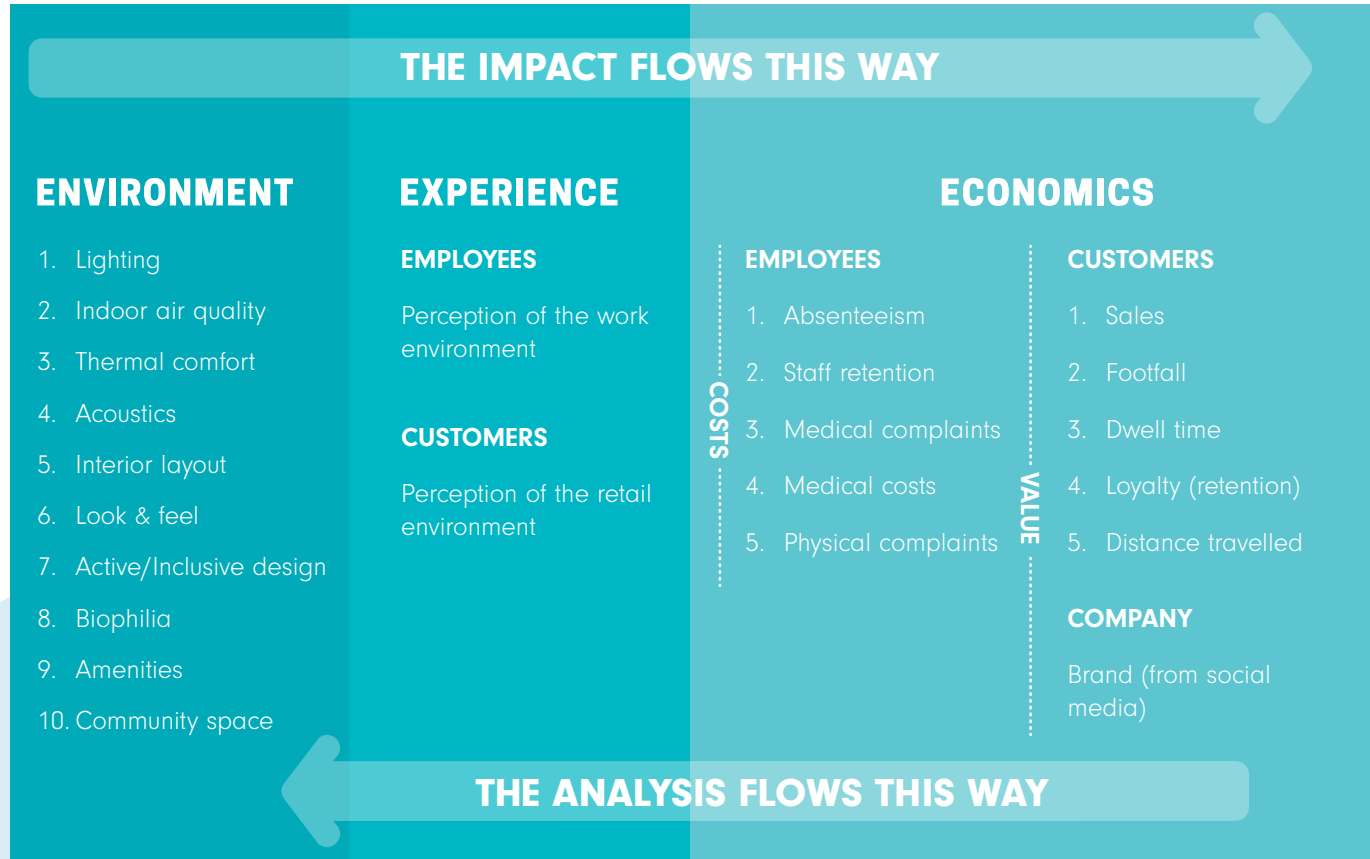 THE IMPACT FLOWS THIS WAY
ENVIRONMENT
1. Lighting
2. Indoor air quality
3. Thermal comfort
4. Acoustics
5. Interior layout
6. Look & feel
7. Active/Inclusive design
8. Biophilia
9. Amenities
10. Community space
EXPERIENCE
EMPLOYEES
Perception of the work
environment
CUSTOMERS
Perception of the retail
environment
ECONOMICS
COSTS
EMPLOYEES
1. Absenteeism
2. Staff retention
3. Medical complaints
4. Medical costs
5. Physical complaints
VALUE
CUSTOMERS
1. Sales
2. Footfall
3. Dwell time
4. Loyalty (retention)
5. Distance travelled
COMPANY
Brand (from social
media)
THE ANALYSIS FLOWS THIS WAY